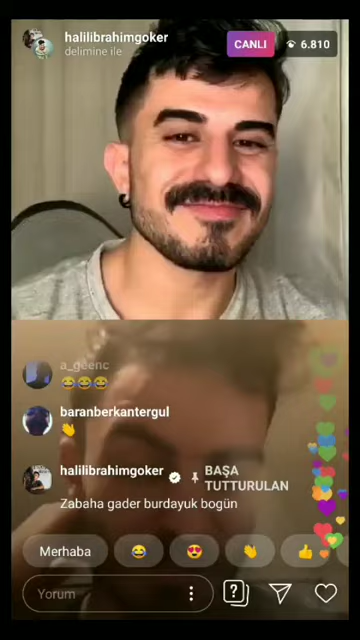 halilibrahimgoker
delimine ile
CANLI
6.810
a_geenc
😂😂😂
baranberkantergul
👏
halilibrahimgoker
BAŞA
TUTTURULAN
Zabaha gader burdayuk bogün
Merhaba 😂 😍 👏 👍
Yorum